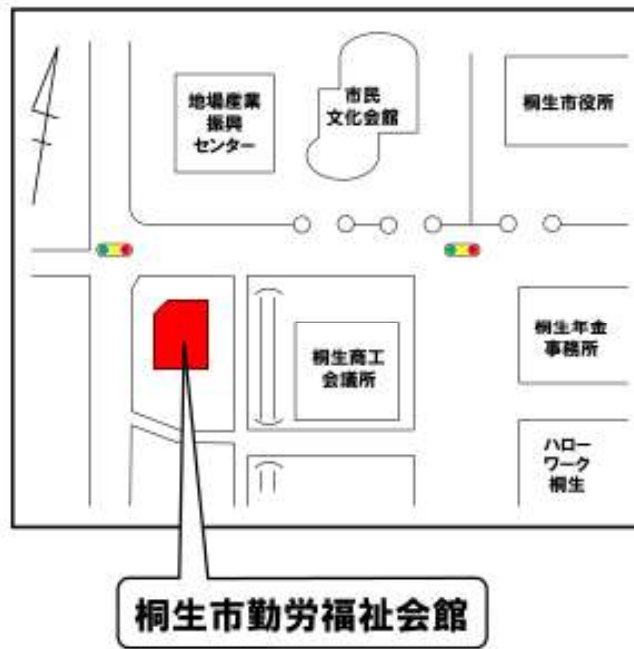 地場産業
振興
センター
市民
文化会館
桐生市役所
桐生商工
会議所
桐生年金
事務所
ハロー
ワーク
桐生
桐生市勤労福祉会館